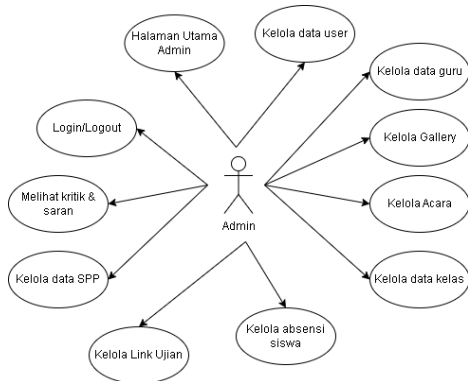 Halaman Utama
Admin
Kelola data user
Kelola data guru
Login/Logout
Kelola Gallery
Melihat kritik &
saran
Admin
Kelola Acara
Kelola data SPP
Kelola data kelas
Kelola Link Ujian
Kelola absensi
siswa